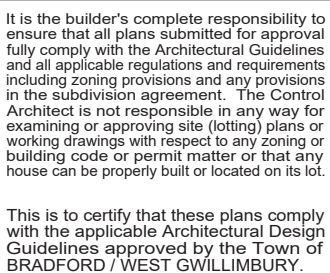 It is the builder's complete responsibility to
ensure that all plans submitted for approval
fully comply with the Architectural Guidelines
and all applicable regulations and requirements
including zoning provisions and any provisions
in the subdivision agreement. The Control
Architect is not responsible in any way for
examining or approving site (lotting) plans or
working drawings with respect to any zoning or
building code or permit matter or that any
house can be properly built or located on its lot.

This is to certify that these plans comply
with the applicable Architectural Design
Guidelines approved by the Town of
BRADFORD / WEST GWILLIMBURY.